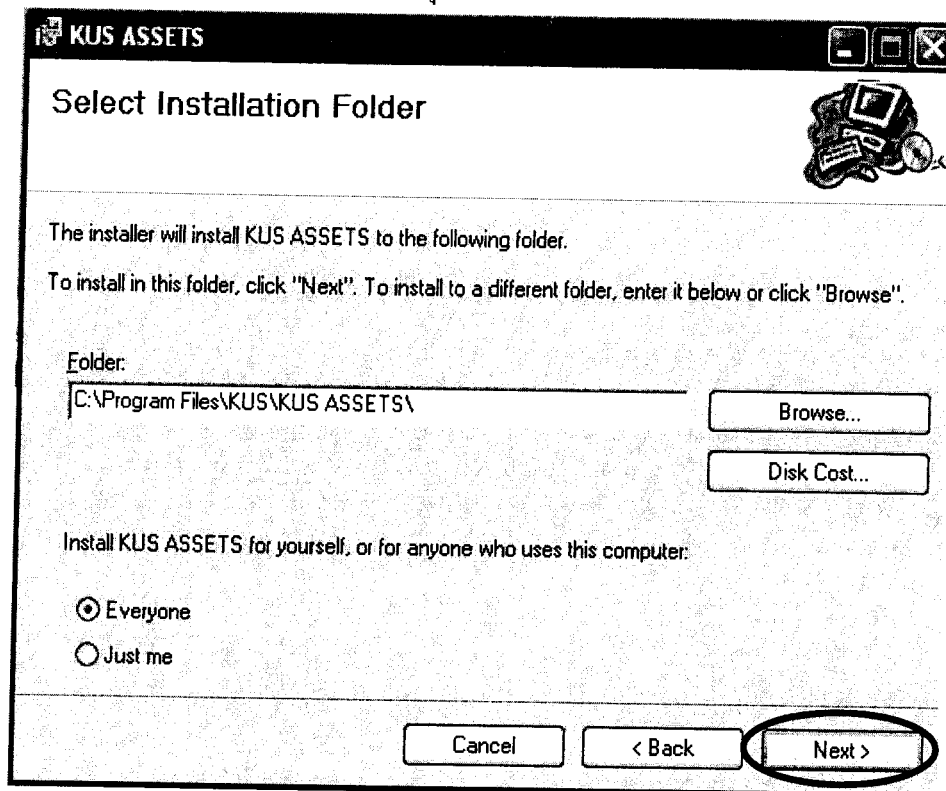 KUS ASSETS
Select Installation Folder
The installer will install KUS ASSETS to the following folder.
To install in this folder, click "Next". To install to a different folder, enter it below or click "Browse".
Folder:
C:\Program Files\KUS\KUS ASSETS\
Browse...
Disk Cost...
Install KUS ASSETS for yourself, or for anyone who uses this computer:
Everyone
Just me
Cancel
< Back
Next >